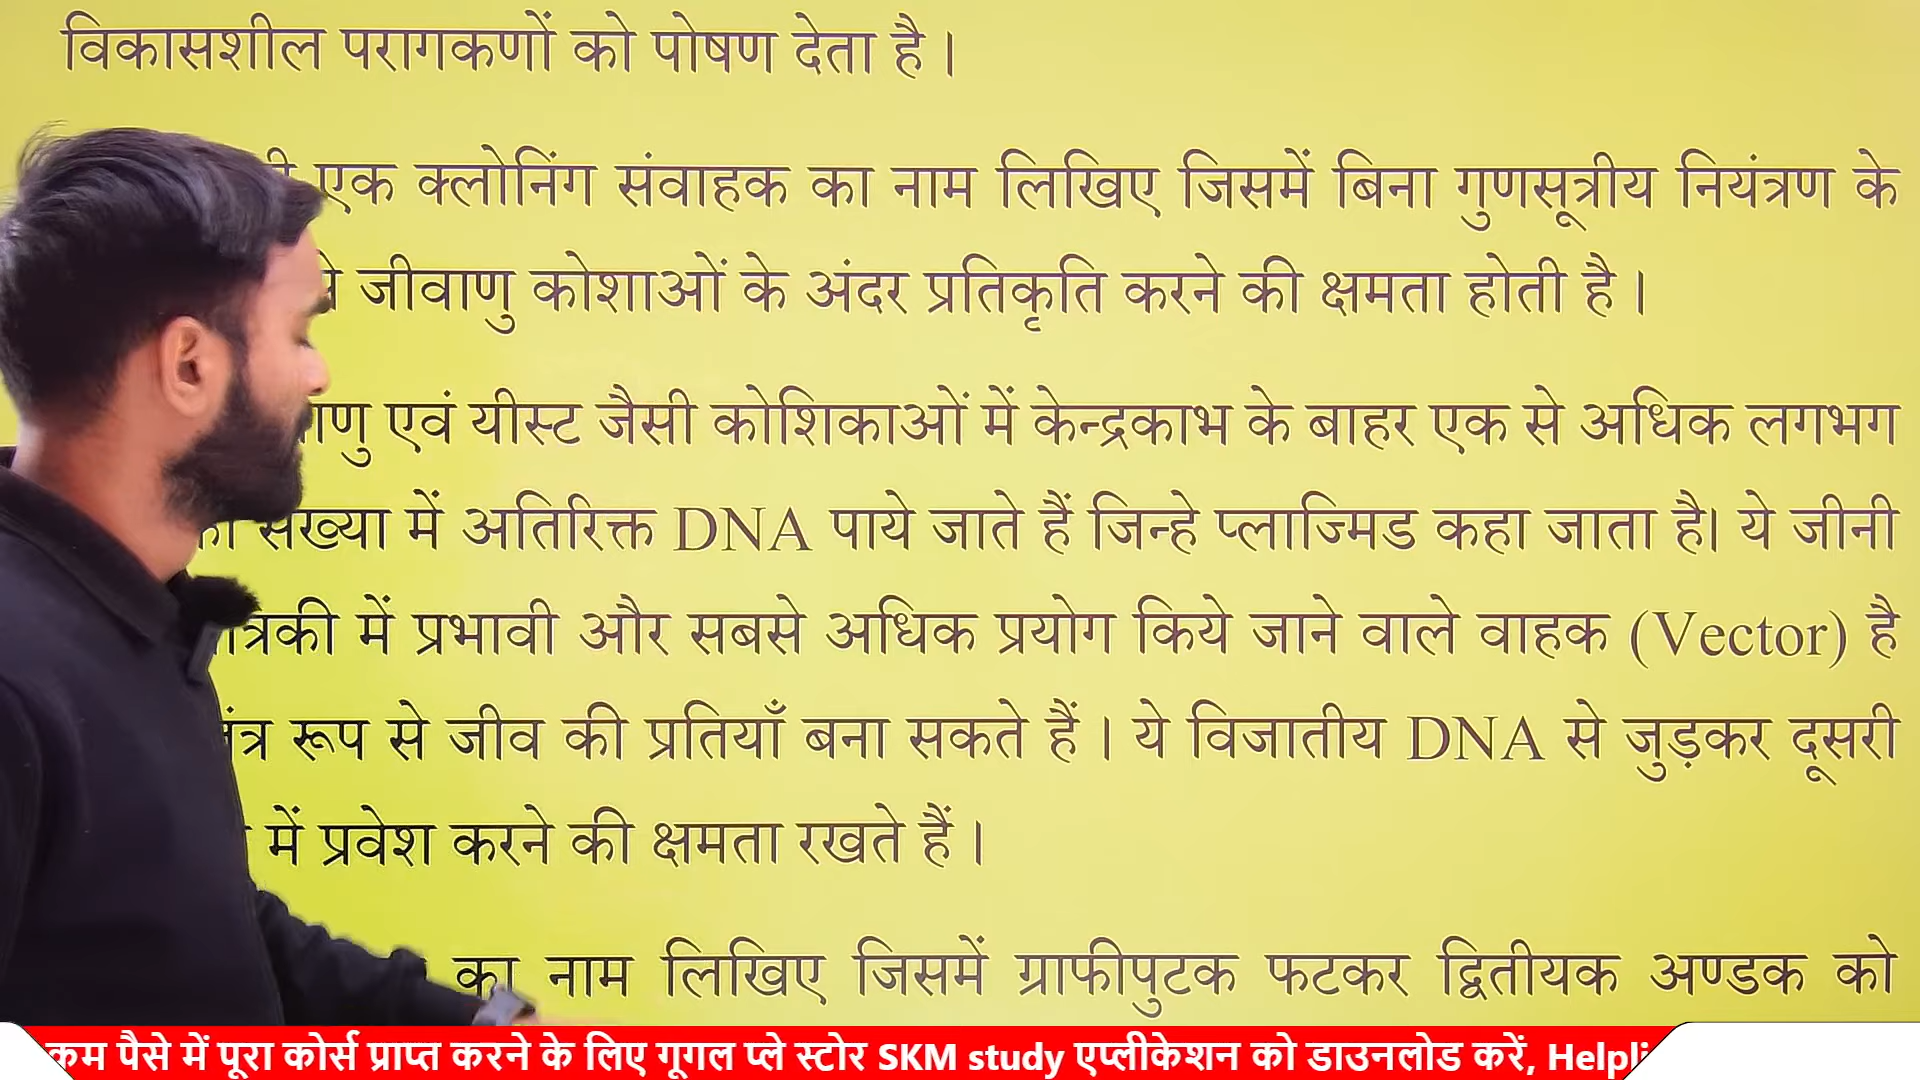 विकासशील परागकणों को पोषण देता है ।
एक क्लोनिंग संवाहक का नाम लिखिए जिसमें बिना गुणसूत्रीय नियंत्रण के
जीवाणु कोशाओं के अंदर प्रतिकृति करने की क्षमता होती है ।
एवं यीस्ट जैसी कोशिकाओं में केन्द्रकाभ के बाहर एक से अधिक लगभग
संख्या में अतिरिक्त DNA पाये जाते हैं जिन्हे प्लाज्मिड कहा जाता है। ये जीनी
में प्रभावी और सबसे अधिक प्रयोग किये जाने वाले वाहक (Vector) है
रूप से जीव की प्रतियाँ बना सकते हैं । ये विजातीय DNA से जुड़कर दूसरी
में प्रवेश करने की क्षमता रखते हैं ।
का नाम लिखिए जिसमें ग्राफीपुटक फटकर द्वितीयक अण्डक को
कम पैसे में पूरा कोर्स प्राप्त करने के लिए गूगल प्ले स्टोर SKM study एप्लीकेशन को डाउनलोड करें,